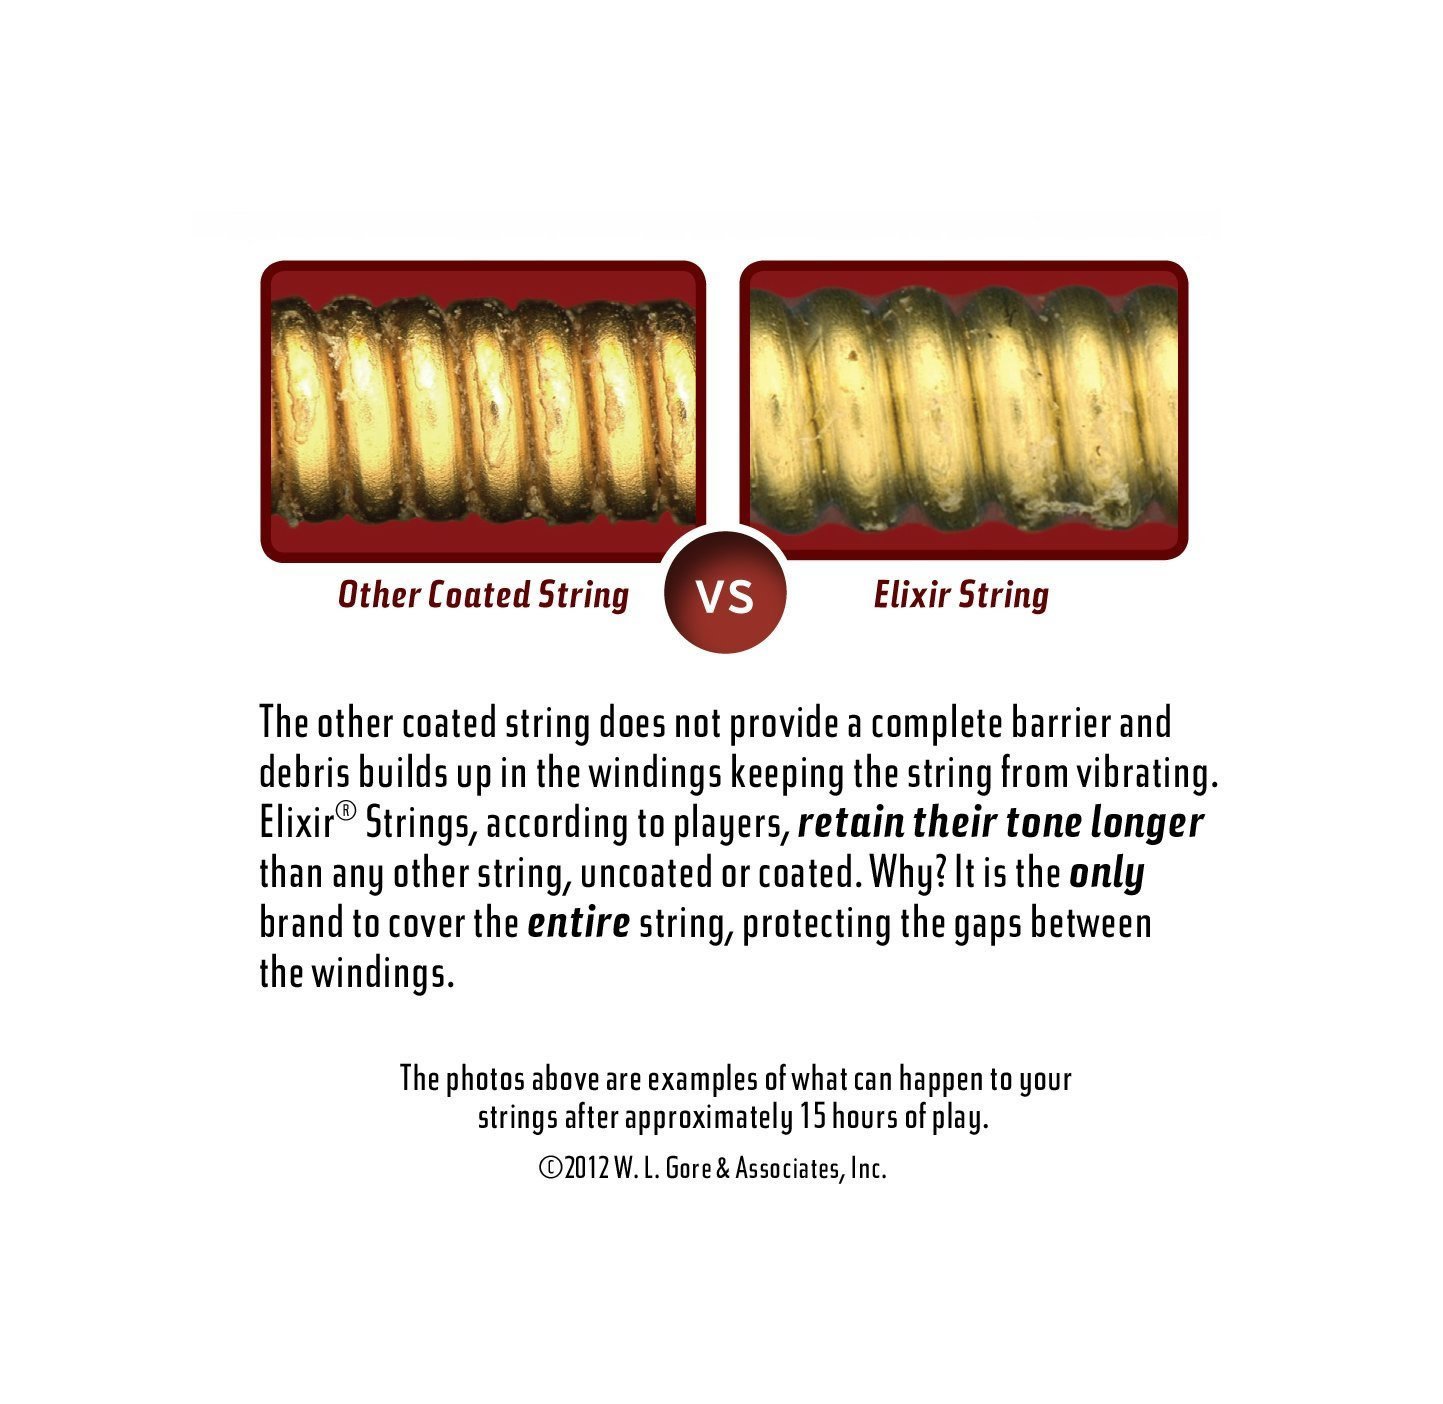 Other Coated String
VS
Elixir String
The other coated string does not provide a complete barrier and
debris builds up in the windings keeping the string from vibrating.
Elixir® Strings, according to players, retain their tone longer
than any other string, uncoated or coated. Why? It is the only
brand to cover the entire string, protecting the gaps between
the windings.
The photos above are examples of what can happen to your
strings after approximately 15 hours of play.
©2012 W. L. Gore & Associates, Inc.